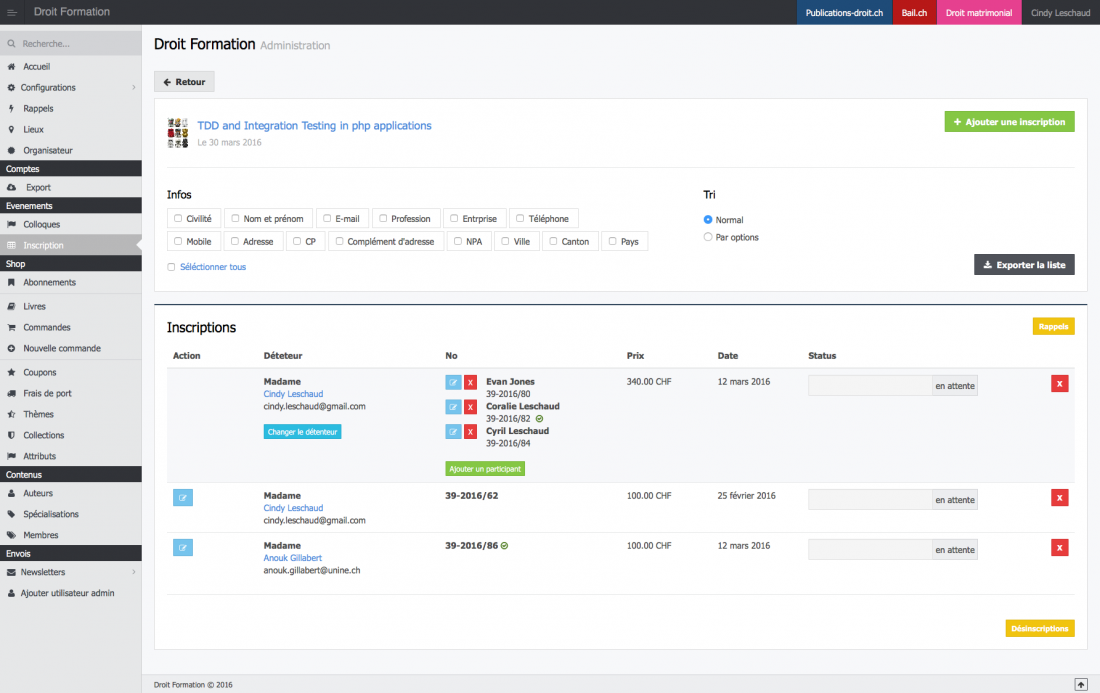 Droit Formation
Publications-droit.ch
Bail.ch
Droit matrimonial
Cindy Leschaud
Recherche...
Accueil
Configurations
Rappels
Lieux
Organisateur
Comptes
Export
Evenements
Colloques
Inscription
Shop
Abonnements
Livres
Commandes
Nouvelle commande
Coupons
Frais de port
Thèmes
Collections
Attributs
Contenus
Auteurs
Spécialisations
Membres
Envois
Newsletters
Ajouter utilisateur admin
Droit Formation Administration
Retour
TDD and Integration Testing in php applications
Le 30 mars 2016
+ Ajouter une inscription
Infos
Civilité Nom et prénom E-mail Profession Entrprise Téléphone
Mobile Adresse CP Complément d'adresse NPA Ville Canton Pays
Séléctionner tous
Tri
Normal
Par options
Exporter la liste
Inscriptions
Rappels
Action Déteteur No Prix Date Status
Madame
Cindy Leschaud
cindy.leschaud@gmail.com
Changer le détenteur
X Evan Jones
39-2016/80
X Coralie Leschaud
39-2016/82
X Cyril Leschaud
39-2016/84
Ajouter un participant
340.00 CHF
12 mars 2016
en attente
X
Madame
Cindy Leschaud
cindy.leschaud@gmail.com
39-2016/62
100.00 CHF
25 février 2016
en attente
X
Madame
Anouk Gillabert
anouk.gillabert@unine.ch
39-2016/86
100.00 CHF
12 mars 2016
en attente
X
Désinscriptions
Droit Formation © 2016